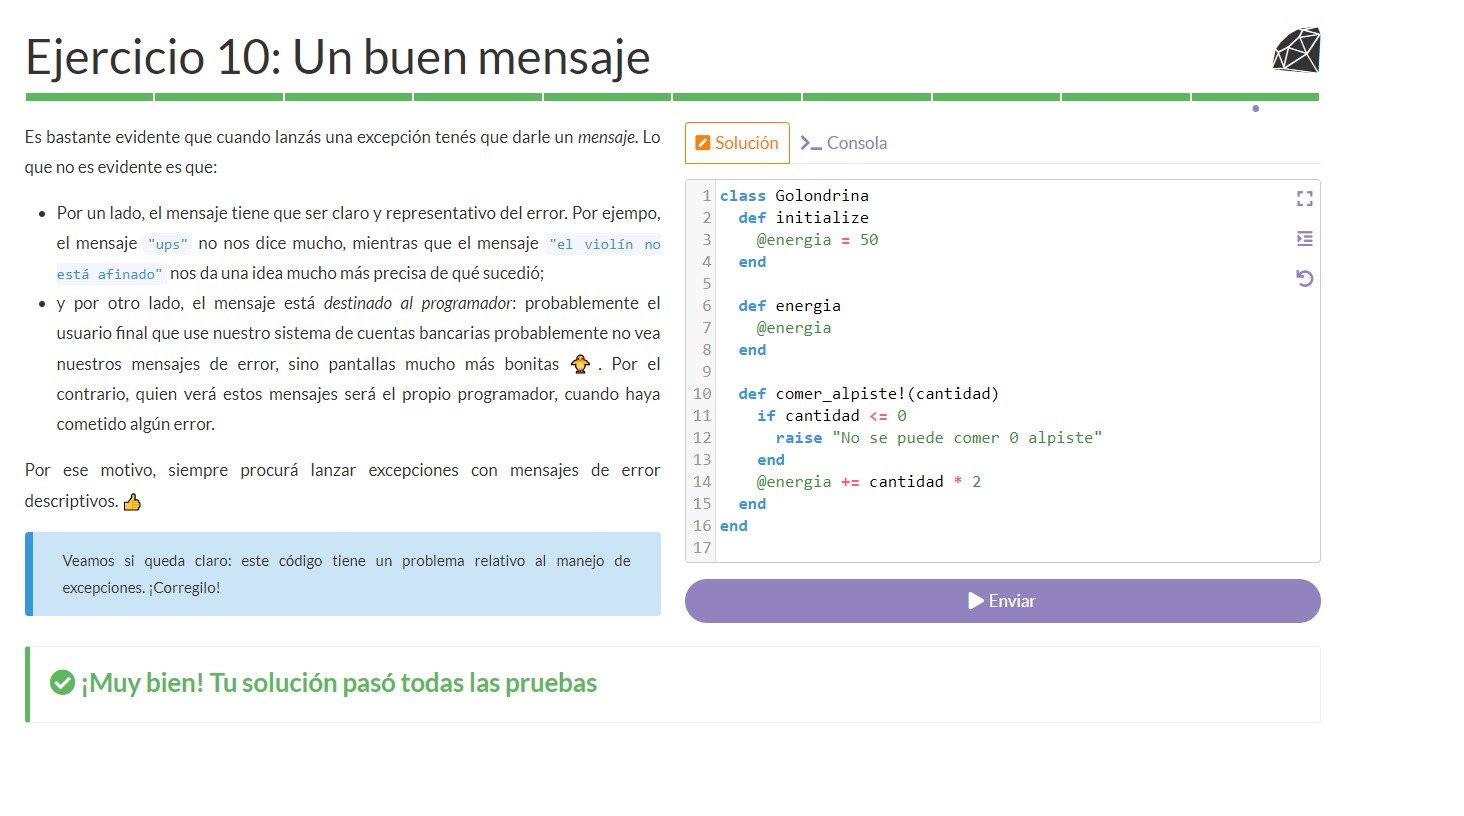 Ejercicio 10: Un buen mensaje
Es bastante evidente que cuando lanzás una excepción tenés que darle un mensaje. Lo
que no es evidente es que:
Por un lado, el mensaje tiene que ser claro y representativo del error. Por ejempo,
el mensaje "ups" no nos dice mucho, mientras que el mensaje "el violín no
está afinado" nos da una idea mucho más precisa de qué sucedió;
y por otro lado, el mensaje está destinado al programador: probablemente el
usuario final que use nuestro sistema de cuentas bancarias probablemente no vea
nuestros mensajes de error, sino pantallas mucho más bonitas . Por el
contrario, quien verá estos mensajes será el propio programador, cuando haya
cometido algún error.
Por ese motivo, siempre procurá lanzar excepciones con mensajes de error
descriptivos.
Veamos si queda claro: este código tiene un problema relativo al manejo de
excepciones. ¡Corregilo!
Solución
Consola
1 class Golondrina
2 def initialize
3 @energia = 50
4 end
5
6 def energia
7 @energia
8 end
9
10 def comer_alpiste!(cantidad)
11 if cantidad <= 0
12 raise "No se puede comer 0 alpiste"
13 end
14 @energia += cantidad * 2
15 end
16 end
17
Enviar
¡Muy bien! Tu solución pasó todas las pruebas